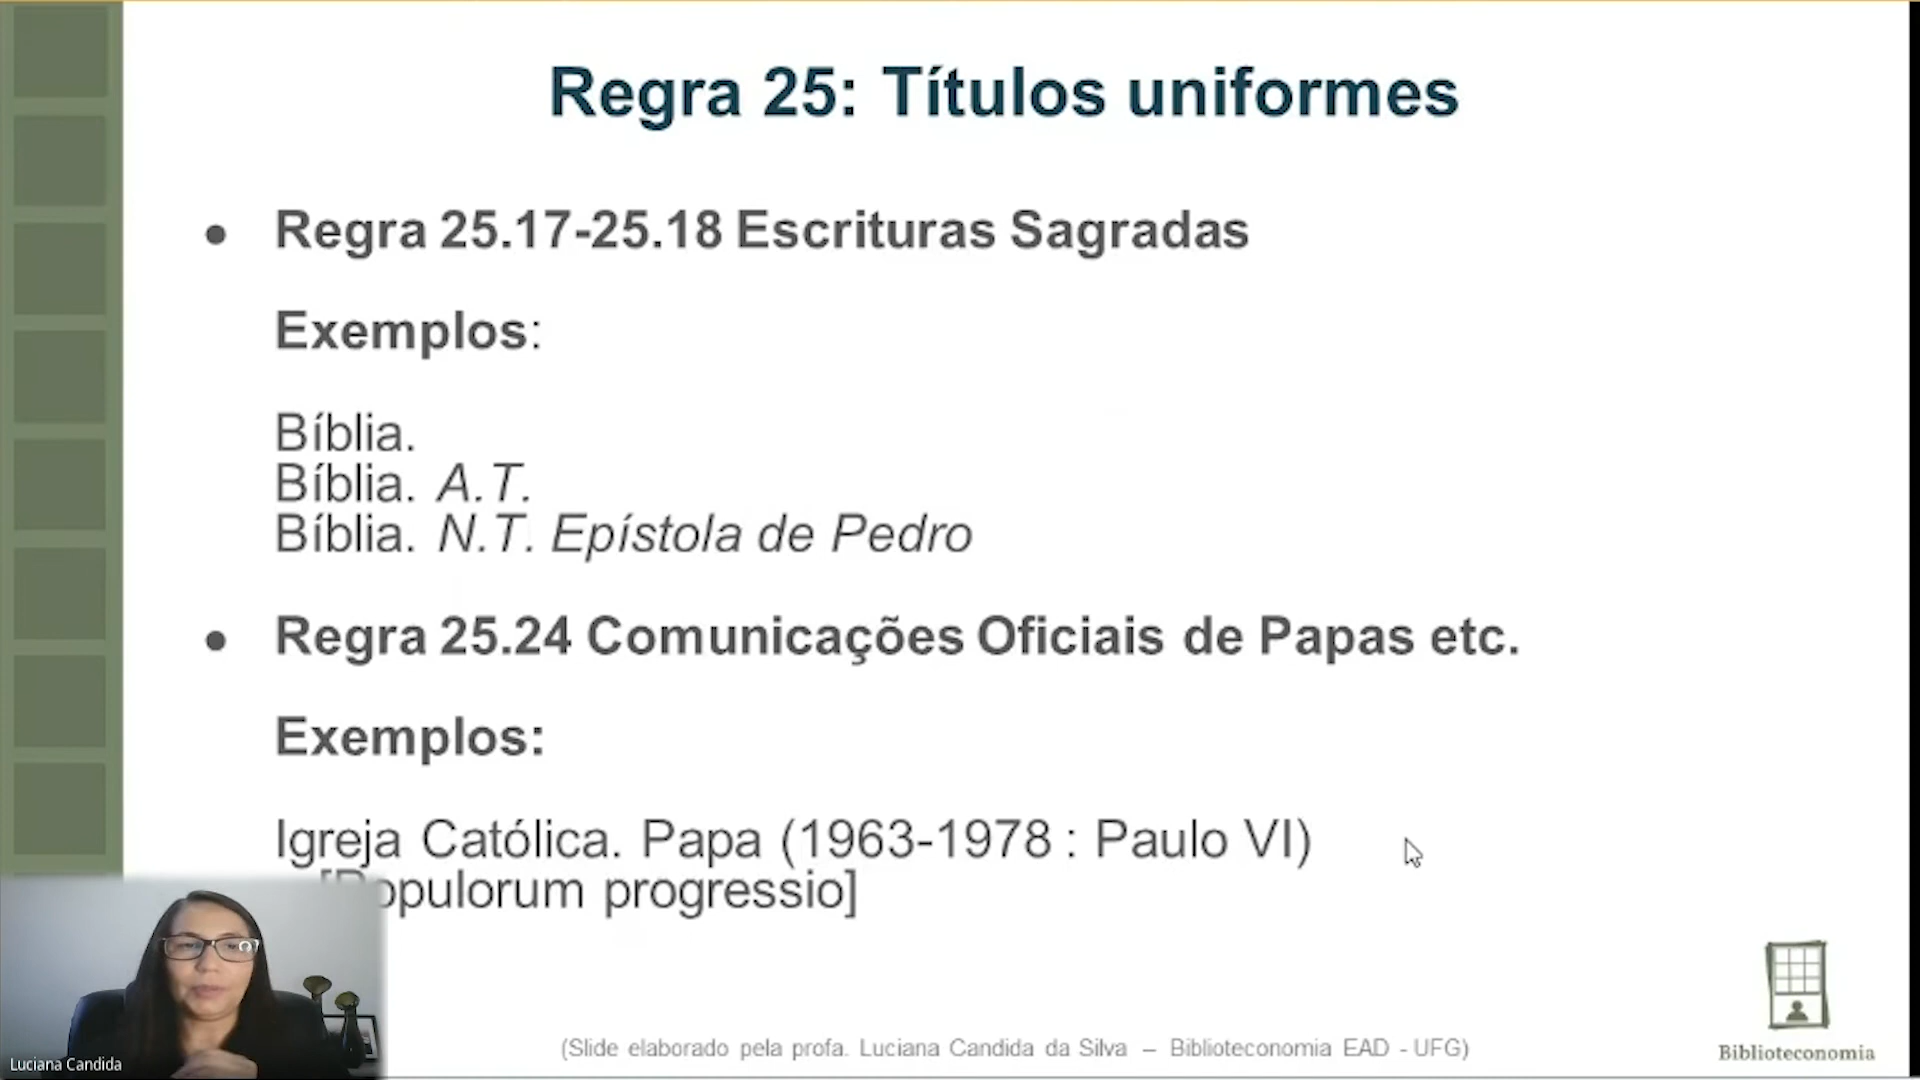 Regra 25: Títulos uniformes
● Regra 25.17-25.18 Escrituras Sagradas
Exemplos:
Bíblia.
Bíblia. A.T.
Bíblia. N.T. Epístola de Pedro
● Regra 25.24 Comunicações Oficiais de Papas etc.
Exemplos:
Igreja Católica. Papa (1963-1978 : Paulo VI)
[Populorum progressio]
Luciana Candida
(Slide elaborado pela profa. Luciana Candida da Silva – Biblioteconomia EAD - UFG)
Biblioteconomia